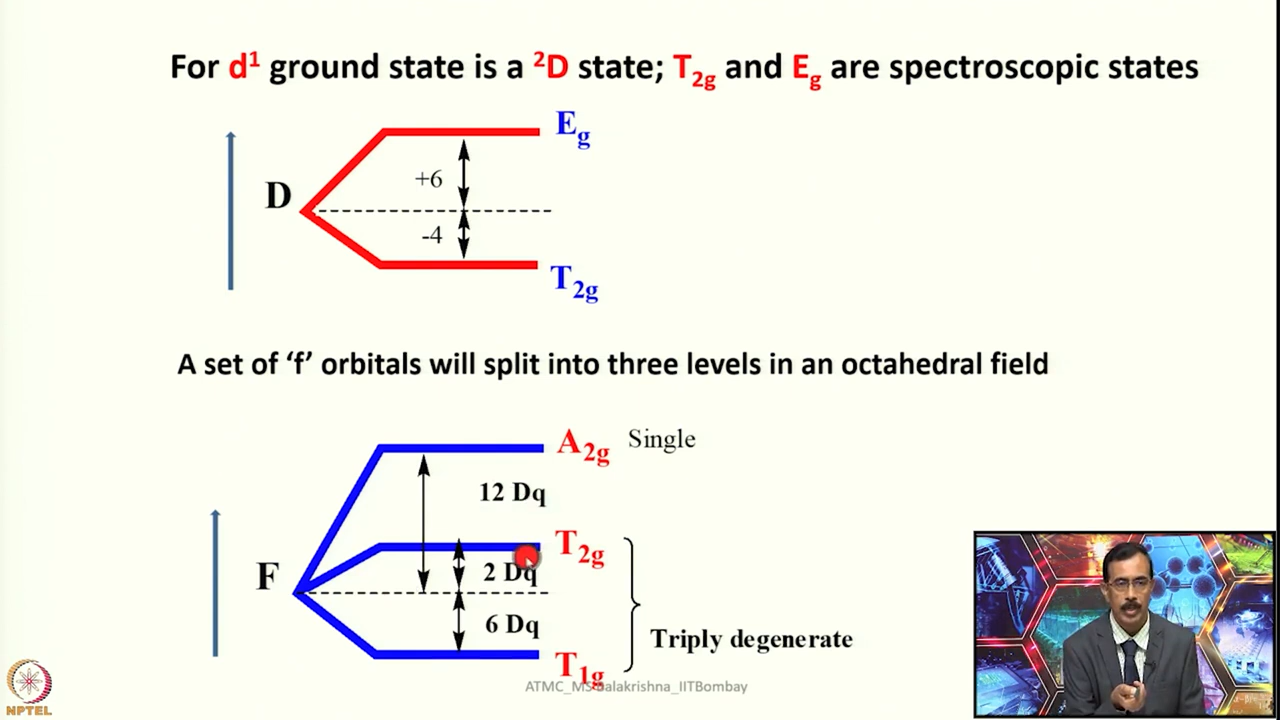 For d¹ ground state is a ²D state; T₂g and Eg are spectroscopic states
Eg
+6
D
-4
T₂g
A set of ‘f’ orbitals will split into three levels in an octahedral field
A₂g Single
12 Dq
T₂g
F
2 Dq
6 Dq
Triply degenerate
T₁g
ATMC_MS Balakrishna_IITBombay
NPTEL